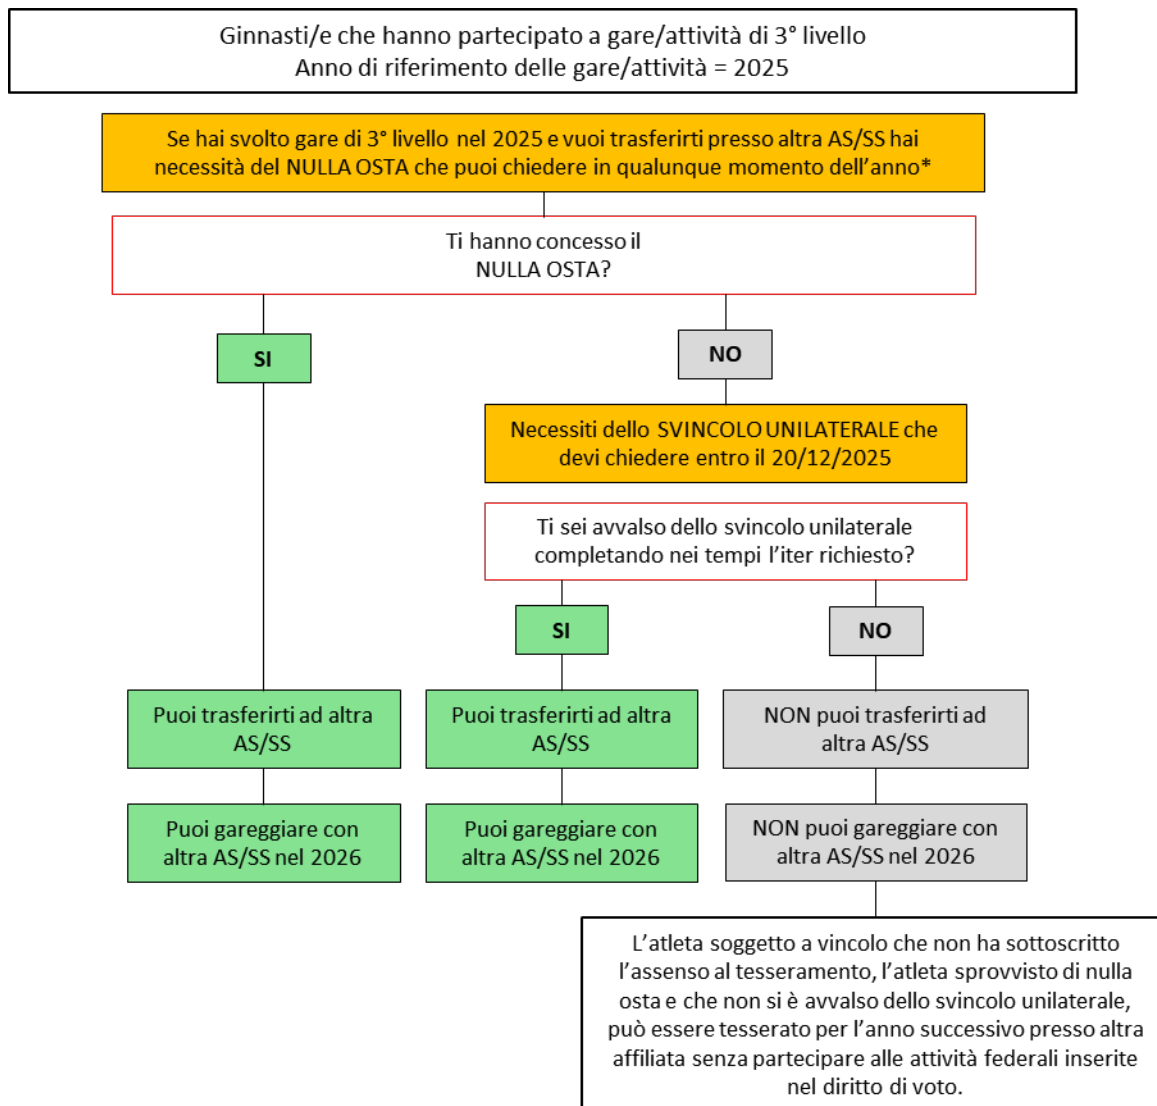 Ginnasti/e che hanno partecipato a gare/attività di 3° livello
Anno di riferimento delle gare/attività = 2025
Se hai svolto gare di 3° livello nel 2025 e vuoi trasferirti presso altra AS/SS hai
necessità del NULLA OSTA che puoi chiedere in qualunque momento dell'anno*
Ti hanno concesso il
NULLA OSTA?
SI
NO
Necessiti dello SVINCOLO UNILATERALE che
devi chiedere entro il 20/12/2025
Ti sei avvalso dello svincolo unilaterale
completando nei tempi l'iter richiesto?
SI
NO
Puoi trasferirti ad altra
AS/SS
Puoi trasferirti ad altra
AS/SS
NON puoi trasferirti ad
altra AS/SS
Puoi gareggiare con
altra AS/SS nel 2026
Puoi gareggiare con
altra AS/SS nel 2026
NON puoi gareggiare con
altra AS/SS nel 2026
L'atleta soggetto a vincolo che non ha sottoscritto
l'assenso al tesseramento, l'atleta sprovvisto di nulla
osta e che non si è avvalso dello svincolo unilaterale,
può essere tesserato per l'anno successivo presso altra
affiliata senza partecipare alle attività federali inserite
nel diritto di voto.